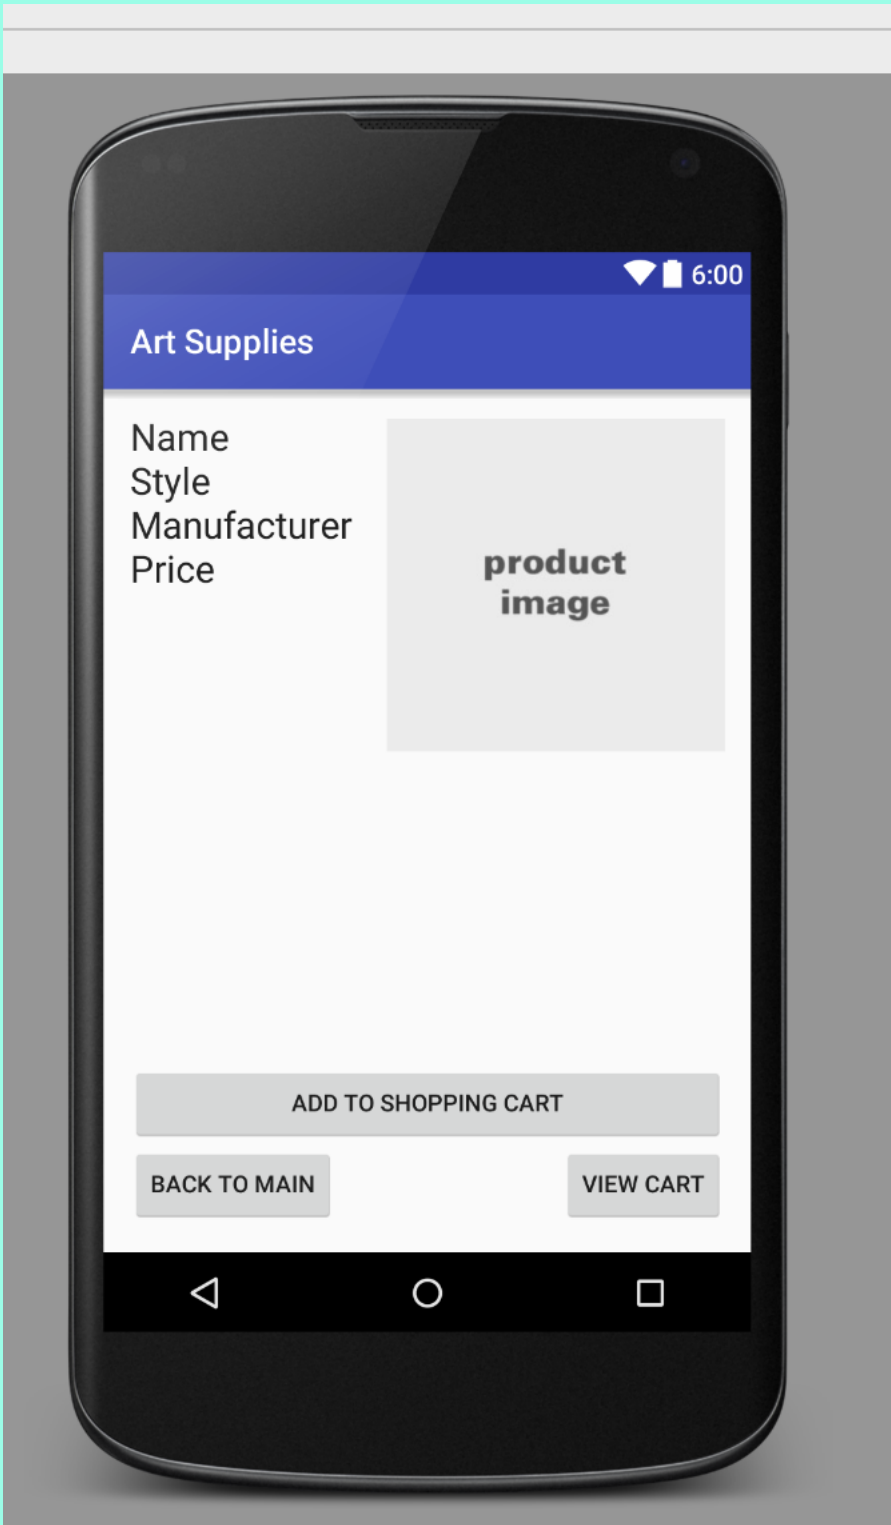 6:00
Art Supplies
Name
Style
Manufacturer
Price
product
image
ADD TO SHOPPING CART
BACK TO MAIN
VIEW CART